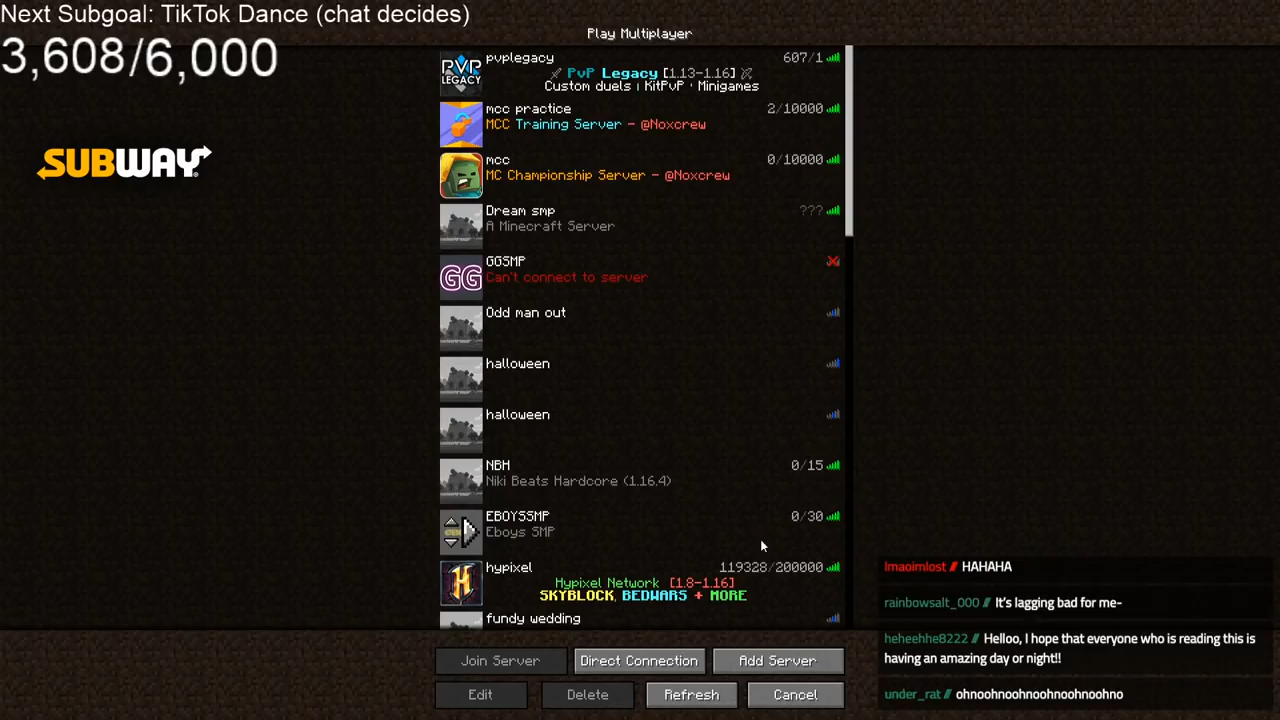 Next Subgoal: TikTok Dance (chat decides)
3,608/6,000
SUBWAY
Play Multiplayer
pvplegacy 607/1
PVP LEGACY
PvP Legacy [1.13-1.16]
Custom duels | KitPvP · Minigames
mcc practice 2/10000
MCC Training Server - @Noxcrew
mcc 0/10000
MC Championship Server - @Noxcrew
Dream smp ???
A Minecraft Server
GGSMP
GG Can't connect to server
Odd man out
halloween
halloween
NBH 0/15
Niki Beats Hardcore (1.16.4)
EBOYSSMP 0/30
Eboys SMP
hypixel 119328/200000
H
Hypixel Network [1.8-1.16]
SKYBLOCK, BEDWARS + MORE
fundy wedding
Join Server Direct Connection Add Server
Edit Delete Refresh Cancel
lmaoimlost // HAHAHA
rainbowsalt_000 // It's lagging bad for me-
heheehhe8222 // Helloo, I hope that everyone who is reading this is
having an amazing day or night!!
under_rat // ohnoohnoohnoohnoohnoohno